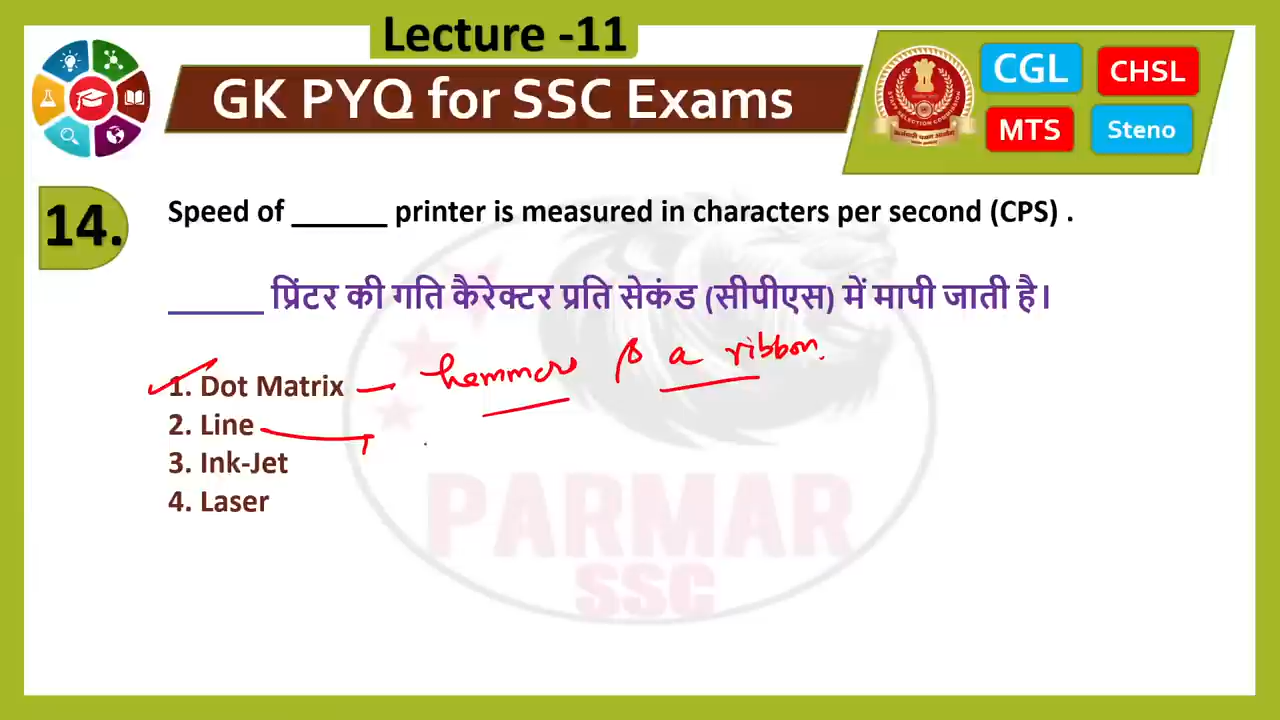 Lecture -11
GK PYQ for SSC Exams
CGL
CHSL
MTS
Steno
14.
Speed of ______ printer is measured in characters per second (CPS) .
______ प्रिंटर की गति कैरेक्टर प्रति सेकंड (सीपीएस) में मापी जाती है।
1. Dot Matrix
a ribbon.
2. Line
3. Ink-Jet
4. Laser
PARMAR
SSC